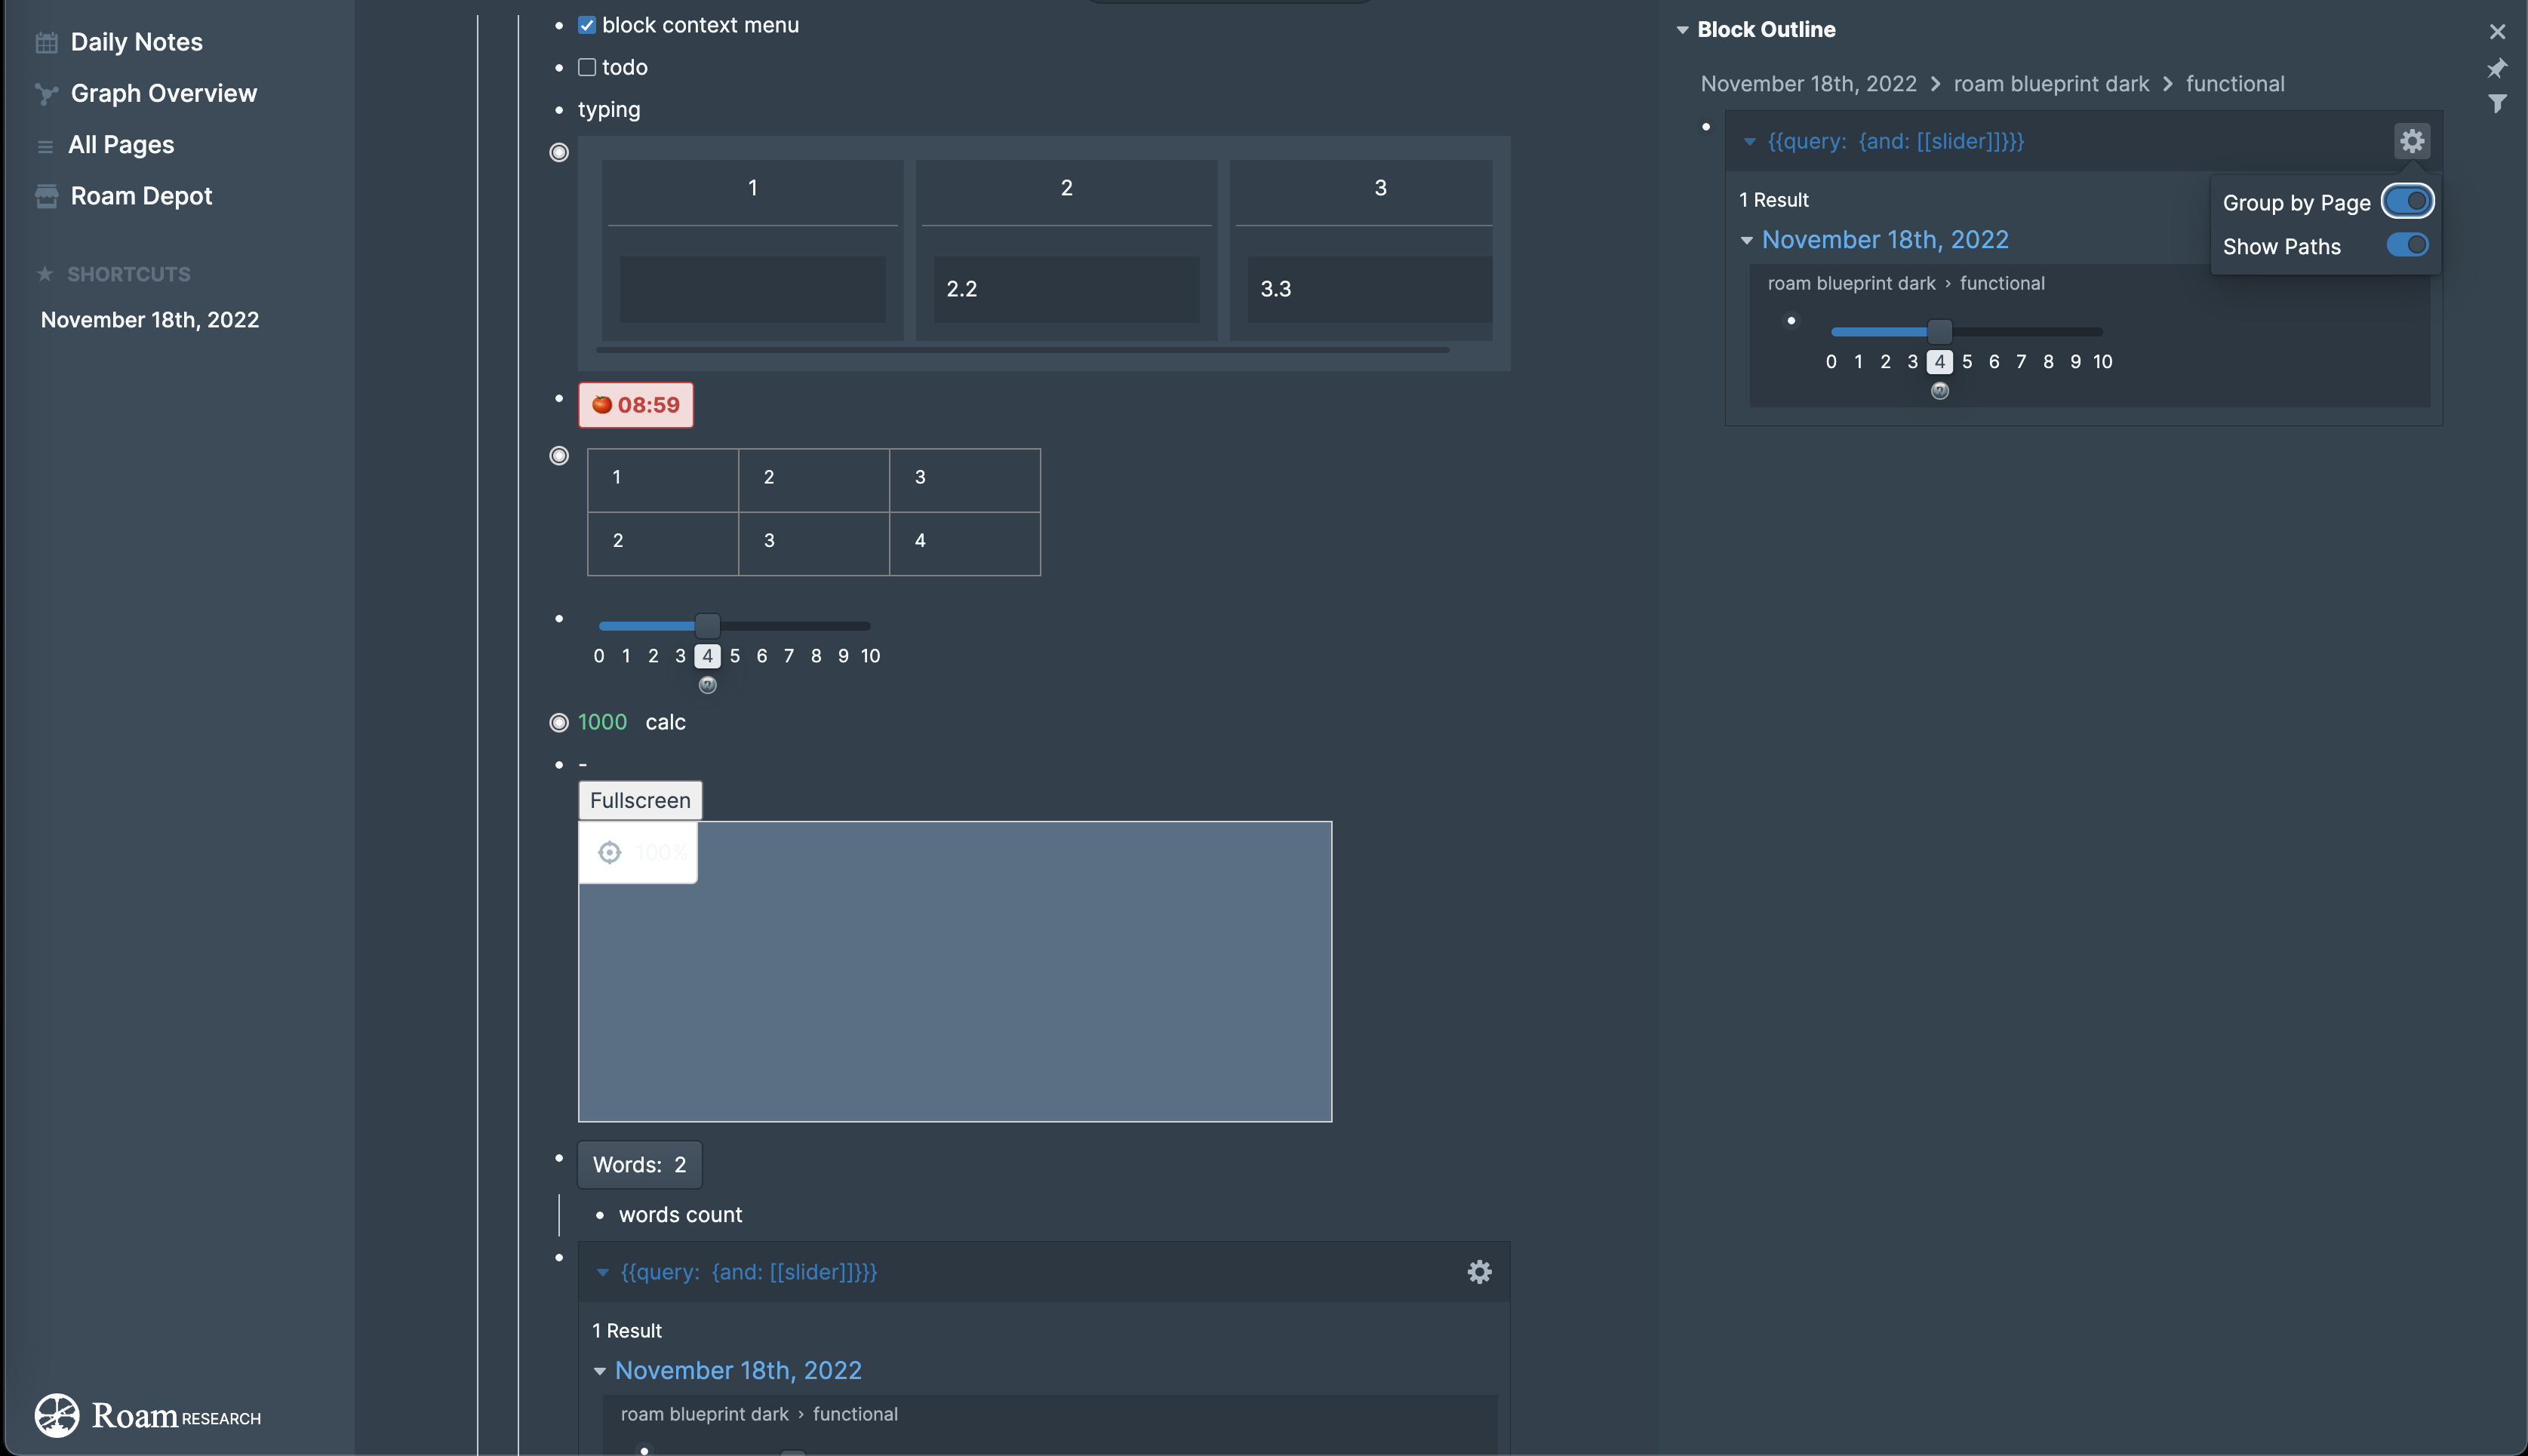 Daily Notes
Graph Overview
All Pages
Roam Depot
SHORTCUTS
November 18th, 2022
Roam RESEARCH
block context menu
todo
typing
1 2 3
2.2 3.3
08:59
1 2 3
2 3 4
0 1 2 3 4 5 6 7 8 9 10
1000 calc
-
Fullscreen
100%
Words: 2
words count
{{query: {and: [[slider]]}}}
1 Result
November 18th, 2022
roam blueprint dark › functional
Block Outline
November 18th, 2022 > roam blueprint dark > functional
{{query: {and: [[slider]]}}}
Group by Page
Show Paths
1 Result
November 18th, 2022
roam blueprint dark › functional
0 1 2 3 4 5 6 7 8 9 10